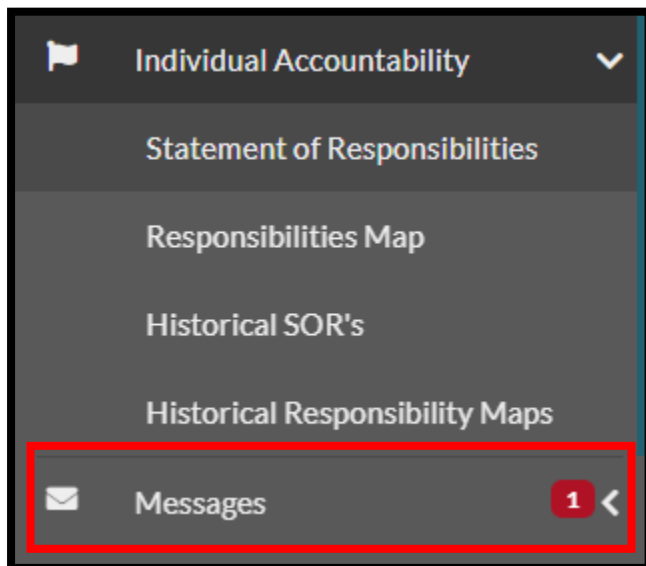 Individual Accountability
Statement of Responsibilities
Responsibilities Map
Historical SOR's
Historical Responsibility Maps
Messages 1